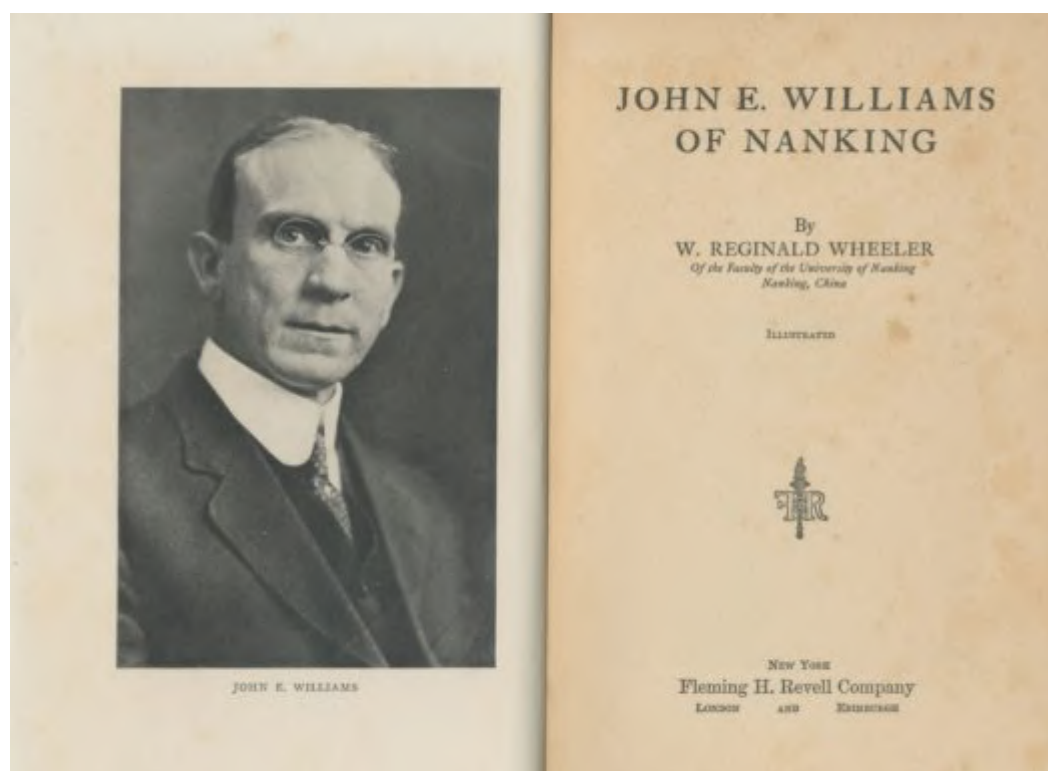 JOHN E. WILLIAMS
JOHN E. WILLIAMS
OF NANKING
By
W. REGINALD WHEELER
Of the Faculty of the University of Nanking
Nanking, China
ILLUSTRATED
FHR
NEW YORK
Fleming H. Revell Company
LONDON AND EDINBURGH